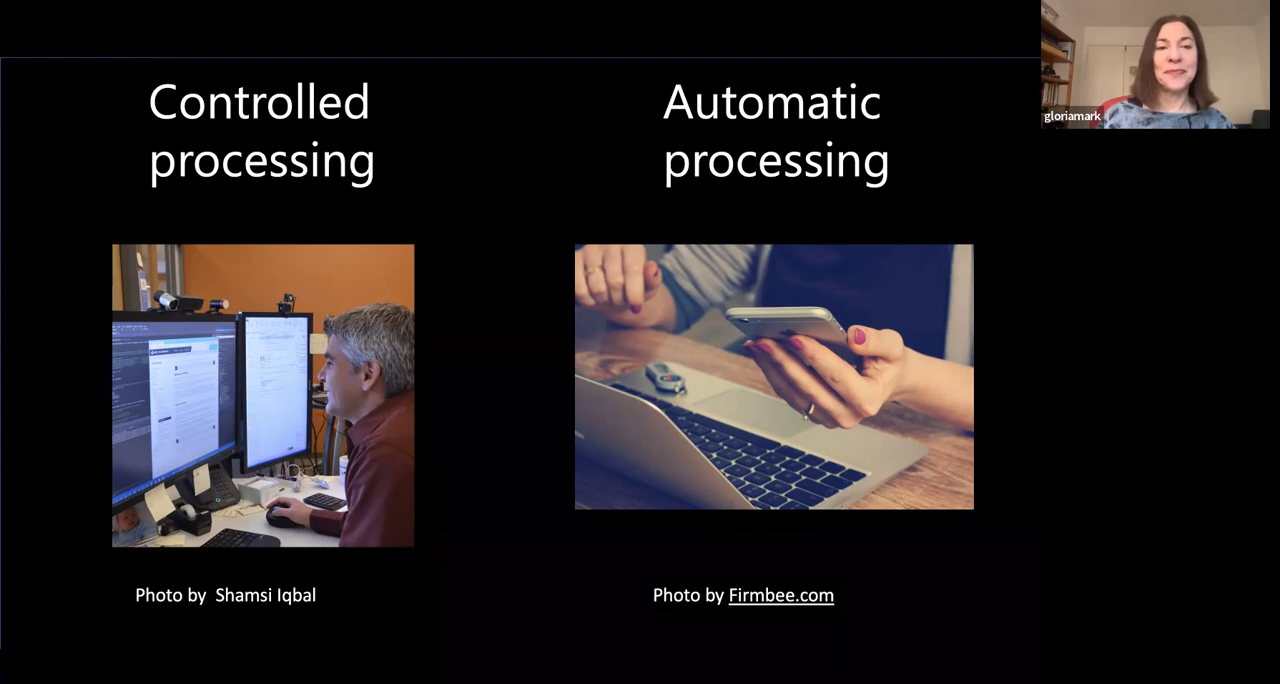 Controlled
processing
Automatic
processing
gloriamark
Photo by  Shamsi Iqbal
Photo by Firmbee.com